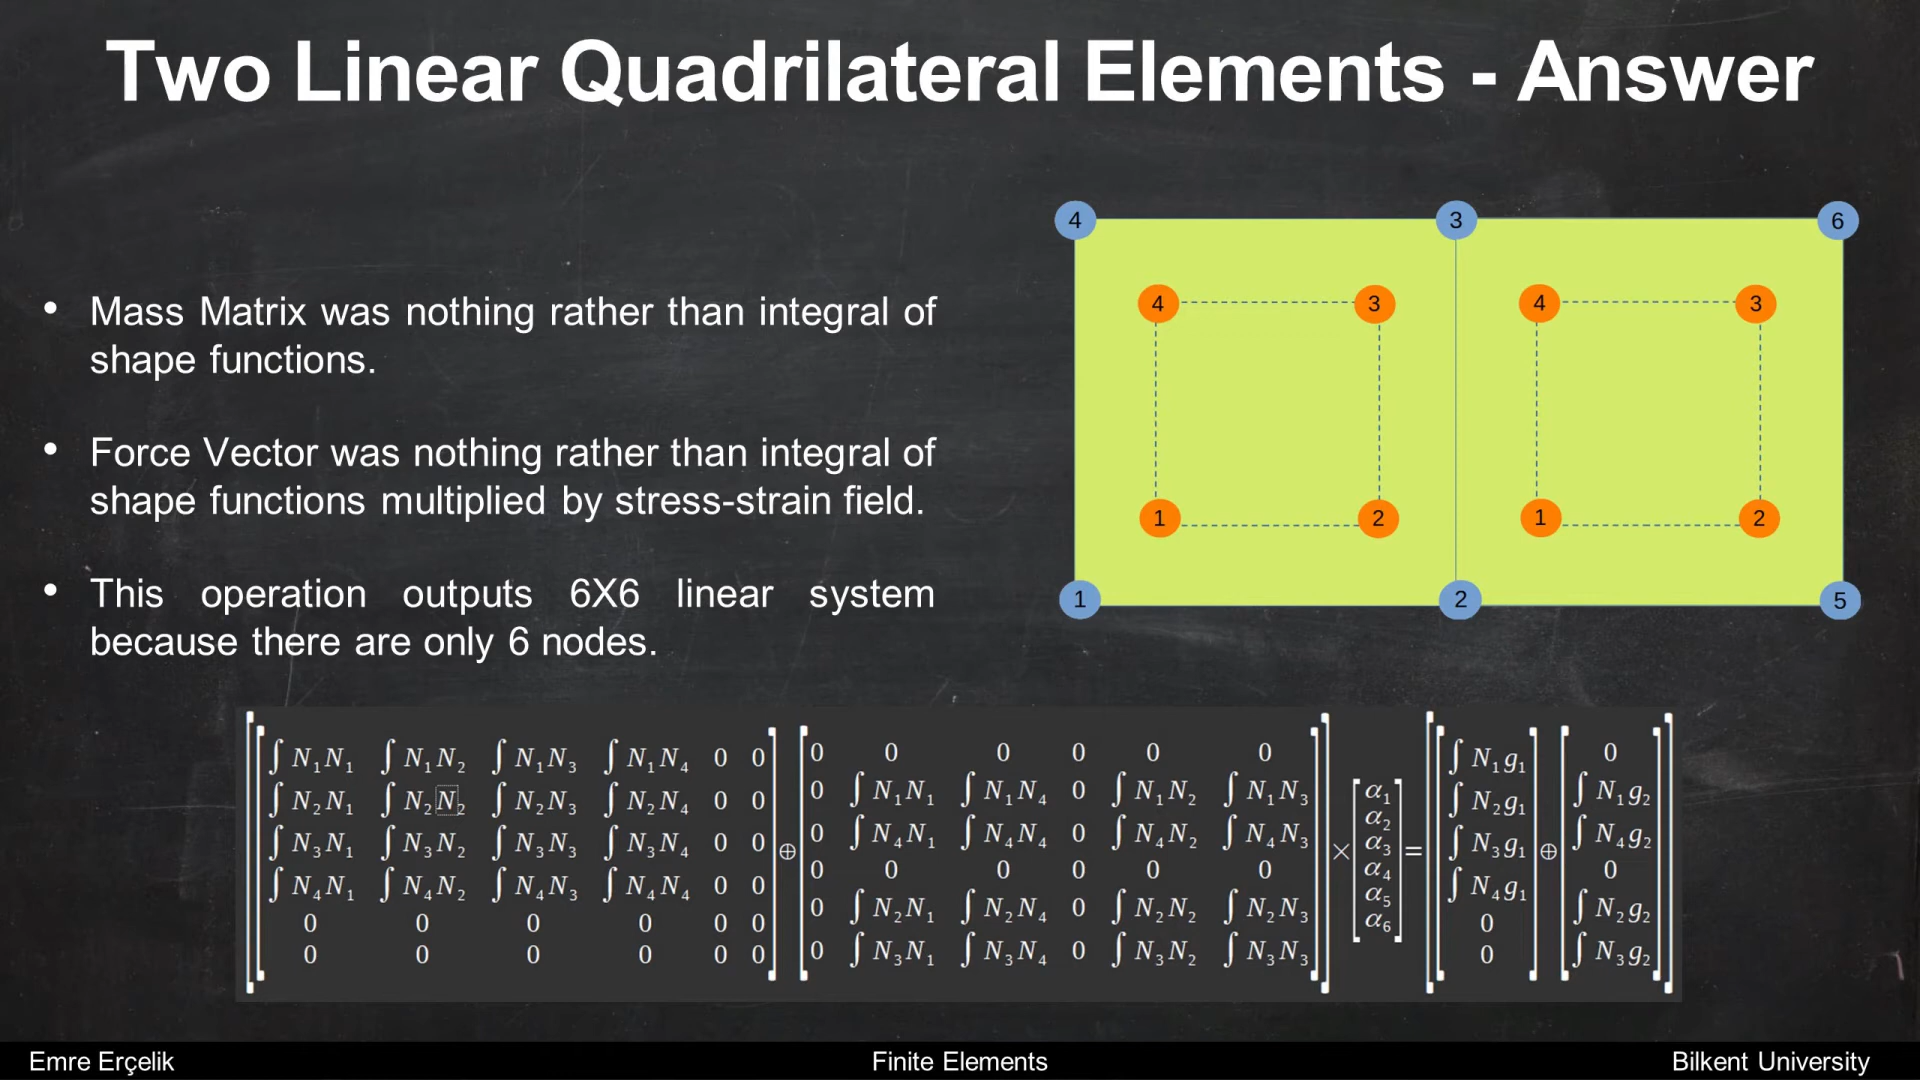 Two Linear Quadrilateral Elements - Answer
• Mass Matrix was nothing rather than integral of
shape functions.
• Force Vector was nothing rather than integral of
shape functions multiplied by stress-strain field.
• This operation outputs 6X6 linear system
because there are only 6 nodes.
4 3 6
4 3 4 3
1 2 1 2
1 2 5
[[∫N₁N₁ ∫N₁N₂ ∫N₁N₃ ∫N₁N₄ 0 0
∫N₂N₁ ∫N₂N₂ ∫N₂N₃ ∫N₂N₄ 0 0
∫N₃N₁ ∫N₃N₂ ∫N₃N₃ ∫N₃N₄ 0 0
∫N₄N₁ ∫N₄N₂ ∫N₄N₃ ∫N₄N₄ 0 0
0 0 0 0 0 0
0 0 0 0 0 0]
⊕
[0 0 0 0 0 0
0 ∫N₁N₁ ∫N₁N₄ 0 ∫N₁N₂ ∫N₁N₃
0 ∫N₄N₁ ∫N₄N₄ 0 ∫N₄N₂ ∫N₄N₃
0 0 0 0 0 0
0 ∫N₂N₁ ∫N₂N₄ 0 ∫N₂N₂ ∫N₂N₃
0 ∫N₃N₁ ∫N₃N₄ 0 ∫N₃N₂ ∫N₃N₃]]
×
[α₁
α₂
α₃
α₄
α₅
α₆]
=
[[∫N₁g₁
∫N₂g₁
∫N₃g₁
∫N₄g₁
0
0]
⊕
[0
∫N₁g₂
∫N₄g₂
0
∫N₂g₂
∫N₃g₂]]
Emre Erçelik Finite Elements Bilkent University